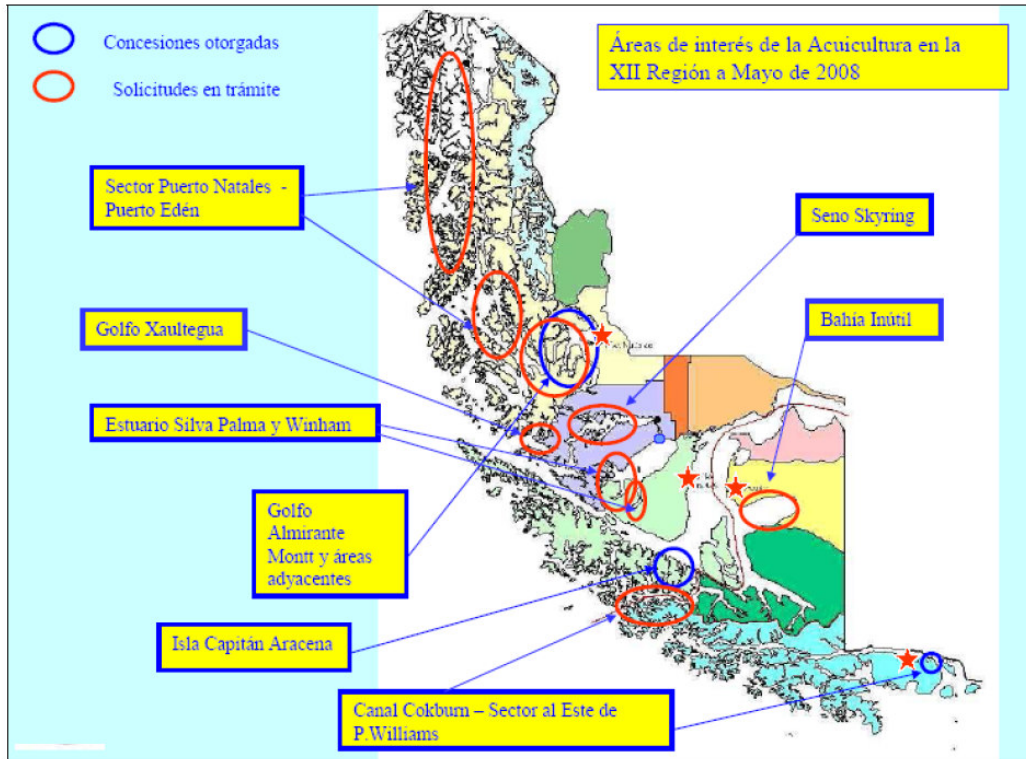 Concesiones otorgadas
Solicitudes en trámite
Áreas de interés de la Acuicultura en la
XII Región a Mayo de 2008
Sector Puerto Natales -
Puerto Edén
Seno Skyring
Golfo Xaultegua
Bahía Inútil
Estuario Silva Palma y Winham
Golfo
Almirante
Montt y áreas
adyacentes
Isla Capitán Aracena
Canal Cokburn – Sector al Este de
P.Williams